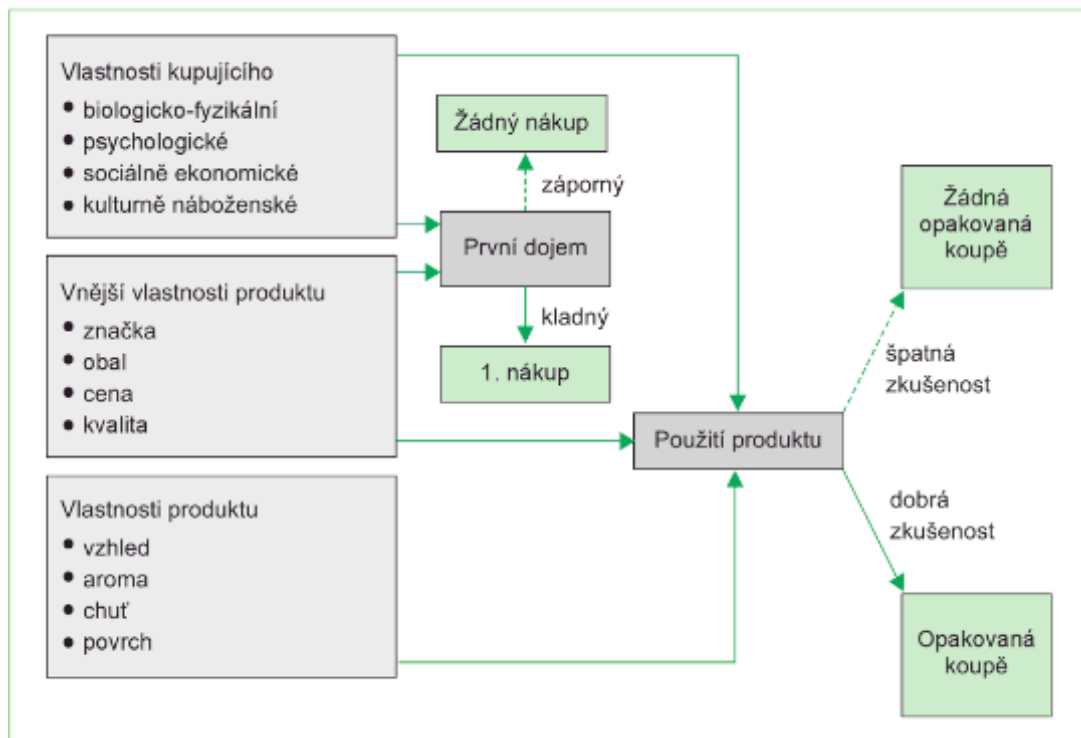 Vlastnosti kupujícího
• biologicko-fyzikální
• psychologické
• sociálně ekonomické
• kulturně náboženské
Vnější vlastnosti produktu
• značka
• obal
• cena
• kvalita
Vlastnosti produktu
• vzhled
• aroma
• chuť
• povrch
Žádný nákup
záporný
První dojem
kladný
1. nákup
Použití produktu
Žádná
opakovaná
koupě
špatná
zkušenost
dobrá
zkušenost
Opakovaná
koupě